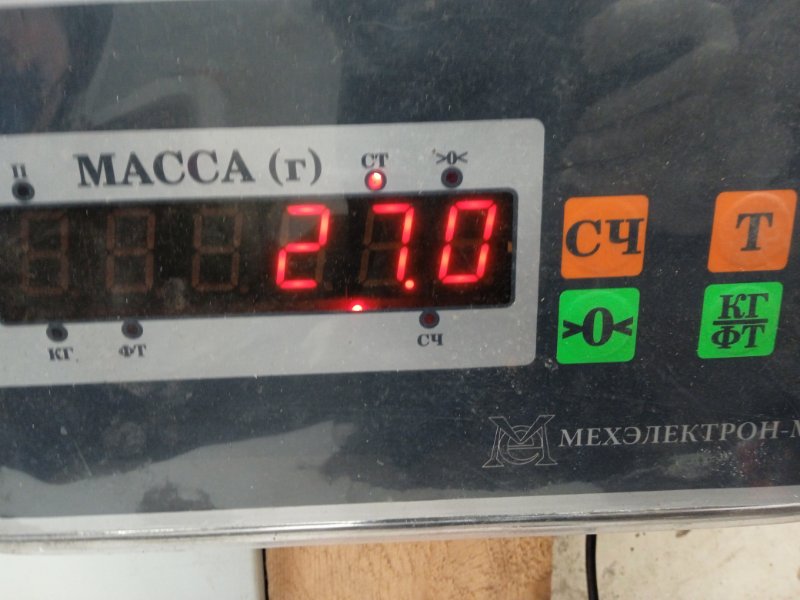 П МАССА (г) СТ >0<
27.0
КГ ФТ СЧ
СЧ Т
>0< КГ
ФТ
МЕХЭЛЕКТРОН-М